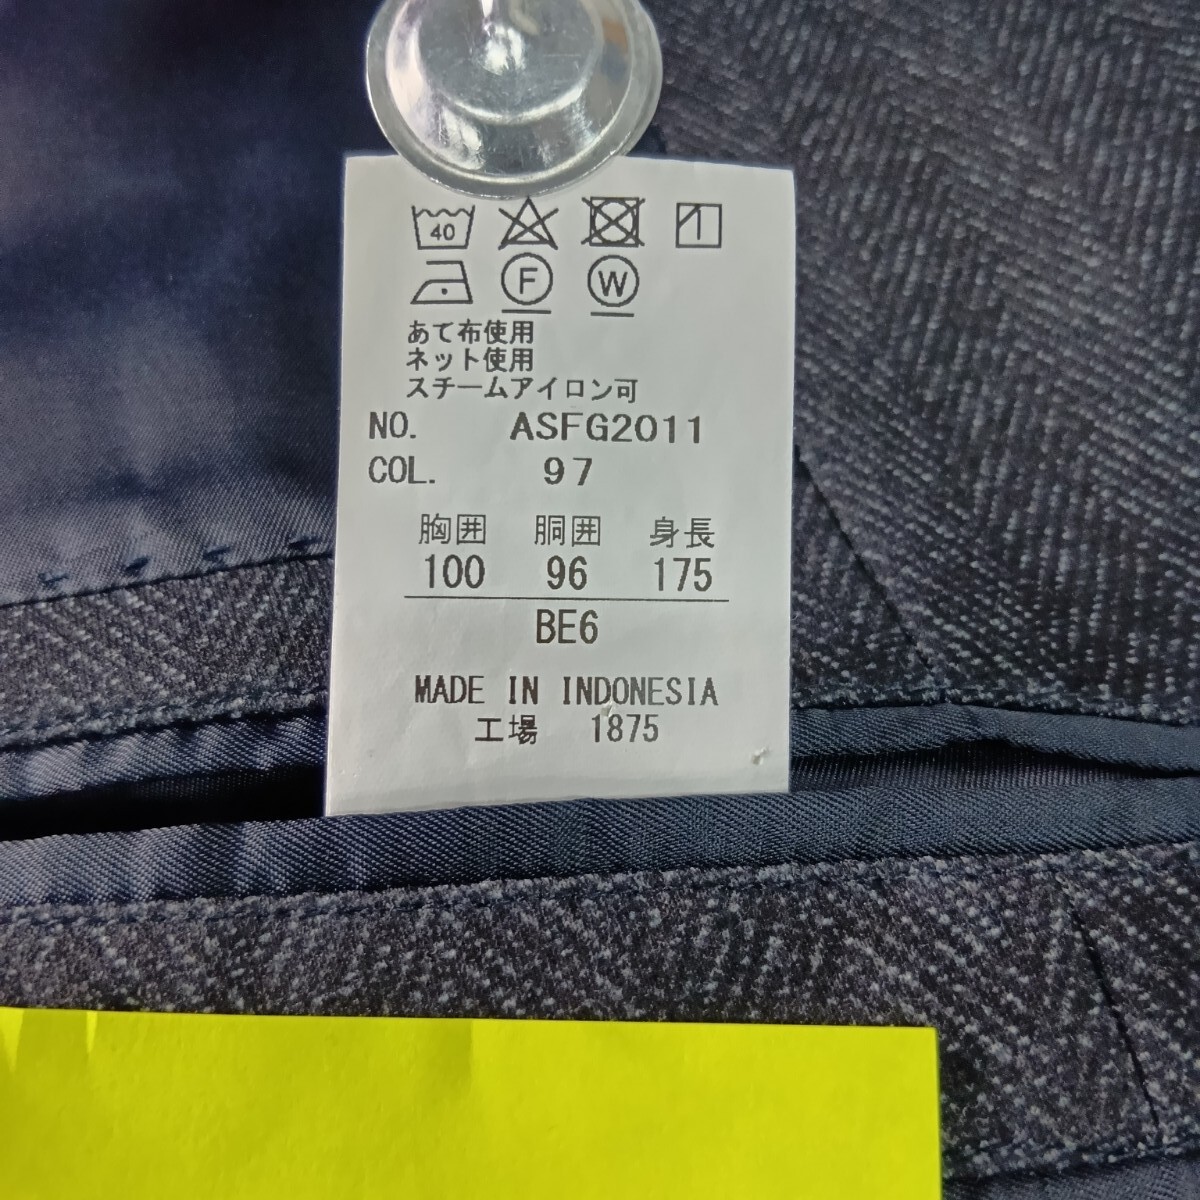 40
F W
あて布使用
ネット使用
スチームアイロン可
NO. ASFG2011
COL. 97
胸囲 胴囲 身長
100 96 175
BE6
MADE IN INDONESIA
工場 1875